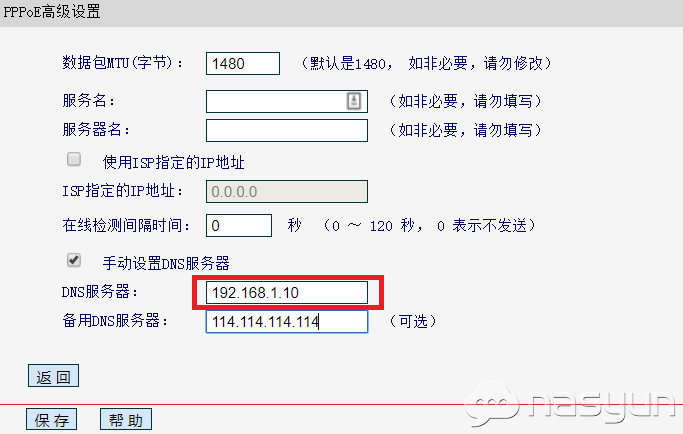 PPPoE高级设置
数据包MTU(字节)： 1480 （默认是1480， 如非必要，请勿修改）
服务名： （如非必要，请勿填写）
服务器名： （如非必要，请勿填写）
使用ISP指定的IP地址
ISP指定的IP地址： 0.0.0.0
在线检测间隔时间： 0 秒 （0 ～ 120 秒， 0 表示不发送）
手动设置DNS服务器
DNS服务器： 192.168.1.10
备用DNS服务器： 114.114.114.114 （可选）
返 回
保 存 帮 助
nasyun